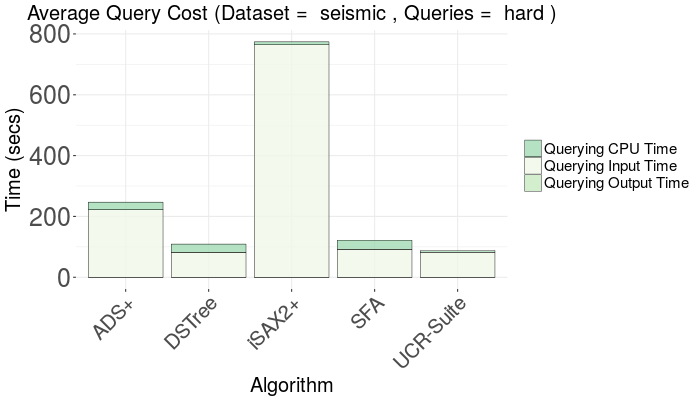 Average Query Cost (Dataset =  seismic , Queries =  hard )
800
600
400
200
0
Time (secs)
ADS+
DSTree
iSAX2+
SFA
UCR-Suite
Algorithm
Querying CPU Time
Querying Input Time
Querying Output Time